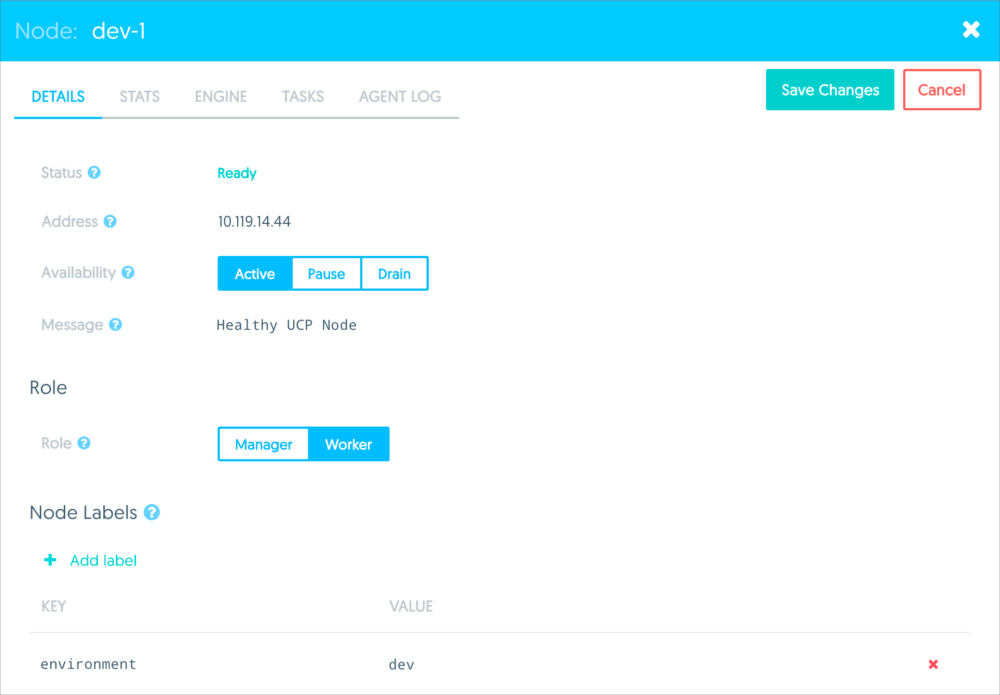 Node: dev-1
DETAILS STATS ENGINE TASKS AGENT LOG
Save Changes Cancel
Status ? Ready
Address ? 10.119.14.44
Availability ? Active Pause Drain
Message ? Healthy UCP Node
Role
Role ? Manager Worker
Node Labels ?
+ Add label
KEY VALUE
environment dev